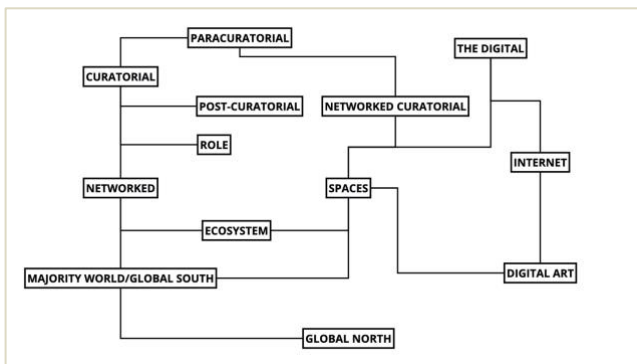 PARACURATORIAL
THE DIGITAL
CURATORIAL
POST-CURATORIAL
NETWORKED CURATORIAL
ROLE
INTERNET
NETWORKED
SPACES
ECOSYSTEM
MAJORITY WORLD/GLOBAL SOUTH
DIGITAL ART
GLOBAL NORTH